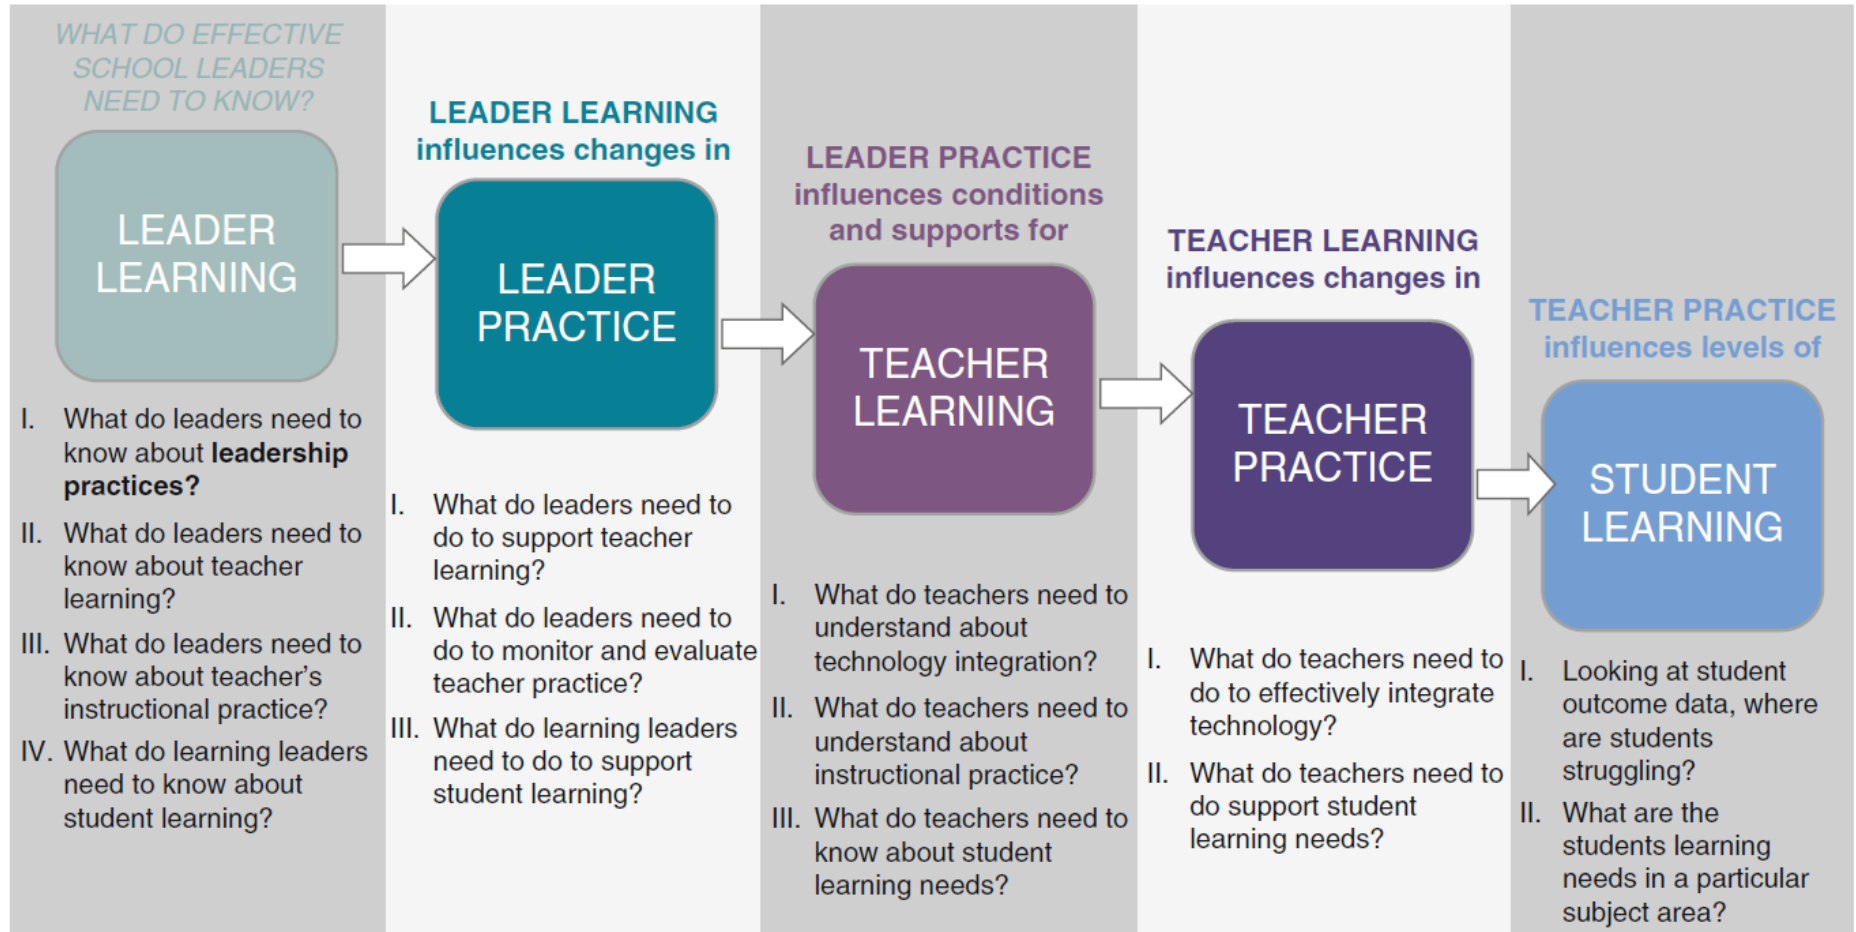 WHAT DO EFFECTIVE
SCHOOL LEADERS
NEED TO KNOW?
LEADER
LEARNING
I. What do leaders need to
know about leadership
practices?
II. What do leaders need to
know about teacher
learning?
III. What do leaders need to
know about teacher's
instructional practice?
IV. What do learning leaders
need to know about
student learning?
LEADER LEARNING
influences changes in
LEADER
PRACTICE
I. What do leaders need to
do to support teacher
learning?
II. What do leaders need to
do to monitor and evaluate
teacher practice?
III. What do learning leaders
need to do to support
student learning?
LEADER PRACTICE
influences conditions
and supports for
TEACHER
LEARNING
I. What do teachers need to
understand about
technology integration?
II. What do teachers need to
understand about
instructional practice?
III. What do teachers need to
know about student
learning needs?
TEACHER LEARNING
influences changes in
TEACHER
PRACTICE
I. What do teachers need to
do to effectively integrate
technology?
II. What do teachers need to
do support student
learning needs?
TEACHER PRACTICE
influences levels of
STUDENT
LEARNING
I. Looking at student
outcome data, where
are students
struggling?
II. What are the
students learning
needs in a particular
subject area?